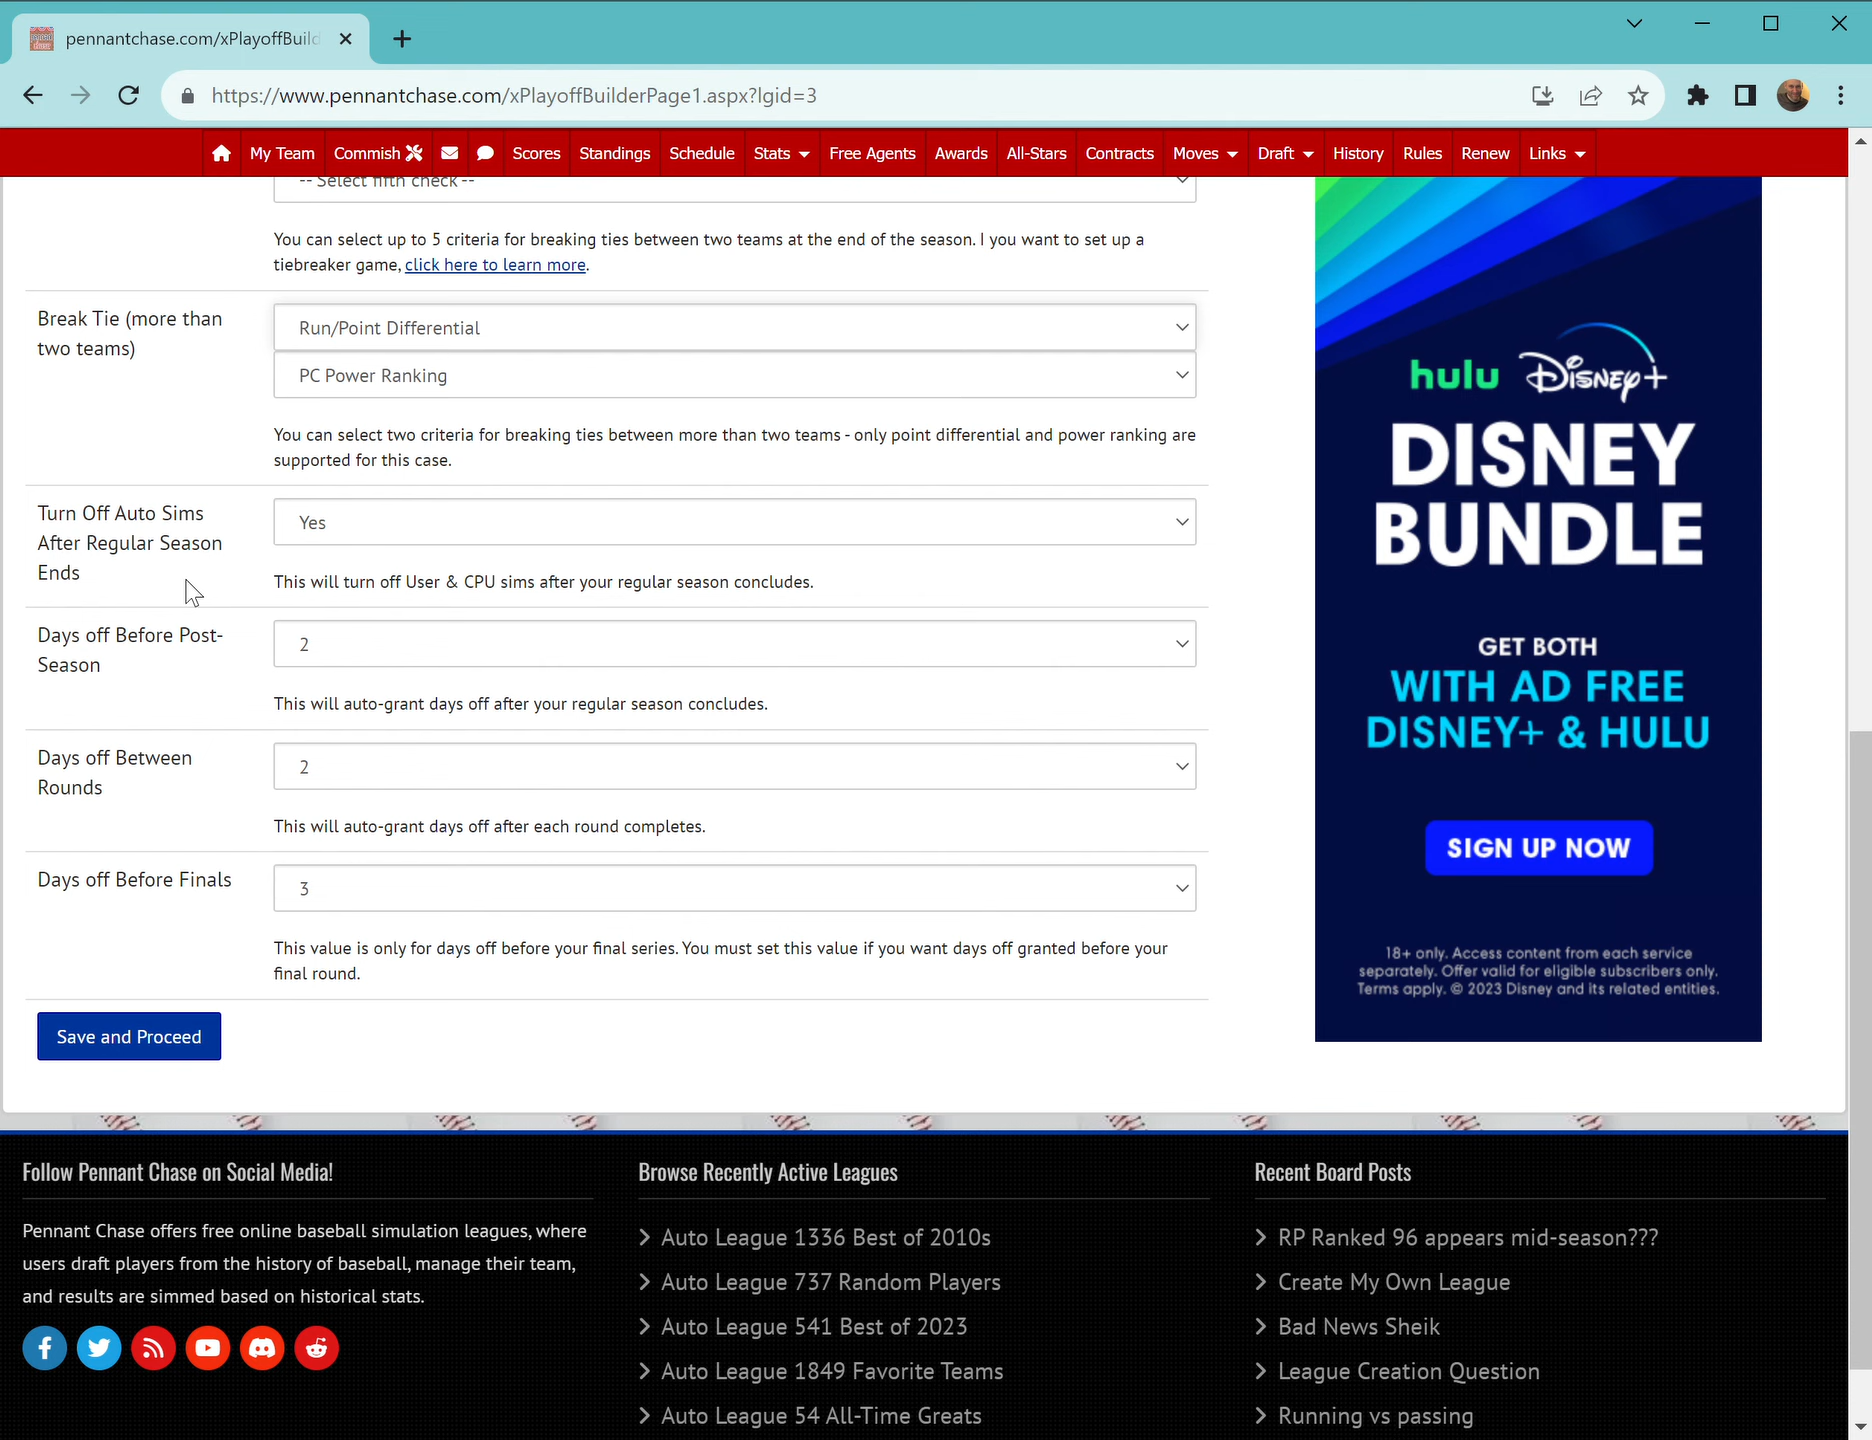 pennantchase.com/xPlayoffBuild
https://www.pennantchase.com/xPlayoffBuilderPage1.aspx?lgid=3
My Team
Commish
Scores
Standings
Schedule
Stats
Free Agents
Awards
All-Stars
Contracts
Moves
Draft
History
Rules
Renew
Links
-- Select fifth check --
You can select up to 5 criteria for breaking ties between two teams at the end of the season. I you want to set up a
tiebreaker game, click here to learn more.
Break Tie (more than
two teams)
Run/Point Differential
PC Power Ranking
You can select two criteria for breaking ties between more than two teams - only point differential and power ranking are
supported for this case.
Turn Off Auto Sims
After Regular Season
Ends
Yes
This will turn off User & CPU sims after your regular season concludes.
Days off Before Post-
Season
2
This will auto-grant days off after your regular season concludes.
Days off Between
Rounds
2
This will auto-grant days off after each round completes.
Days off Before Finals
3
This value is only for days off before your final series. You must set this value if you want days off granted before your
final round.
Save and Proceed
hulu Disney+
DISNEY
BUNDLE
GET BOTH
WITH AD FREE
DISNEY+ & HULU
SIGN UP NOW
18+ only. Access content from each service
separately. Offer valid for eligible subscribers only.
Terms apply. © 2023 Disney and its related entities.
Follow Pennant Chase on Social Media!
Pennant Chase offers free online baseball simulation leagues, where
users draft players from the history of baseball, manage their team,
and results are simmed based on historical stats.
Browse Recently Active Leagues
Auto League 1336 Best of 2010s
Auto League 737 Random Players
Auto League 541 Best of 2023
Auto League 1849 Favorite Teams
Auto League 54 All-Time Greats
Recent Board Posts
RP Ranked 96 appears mid-season???
Create My Own League
Bad News Sheik
League Creation Question
Running vs passing